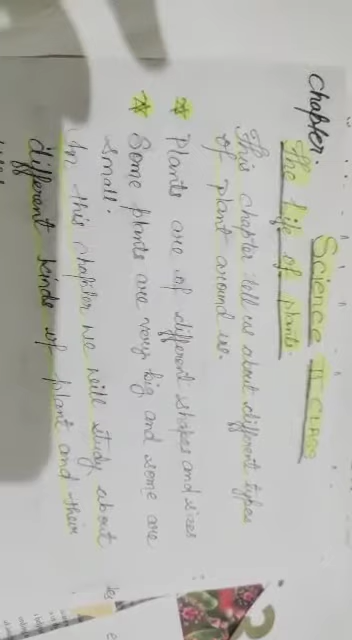 Science II CLASS
Chapter.
The life of plants.
This chapter tell us about different types
of plant around us.
☆ Plants are of different shapes and sizes
☆ Some plants are very big and some are
small.
In this chapter we will study about
different kinds of plant and their